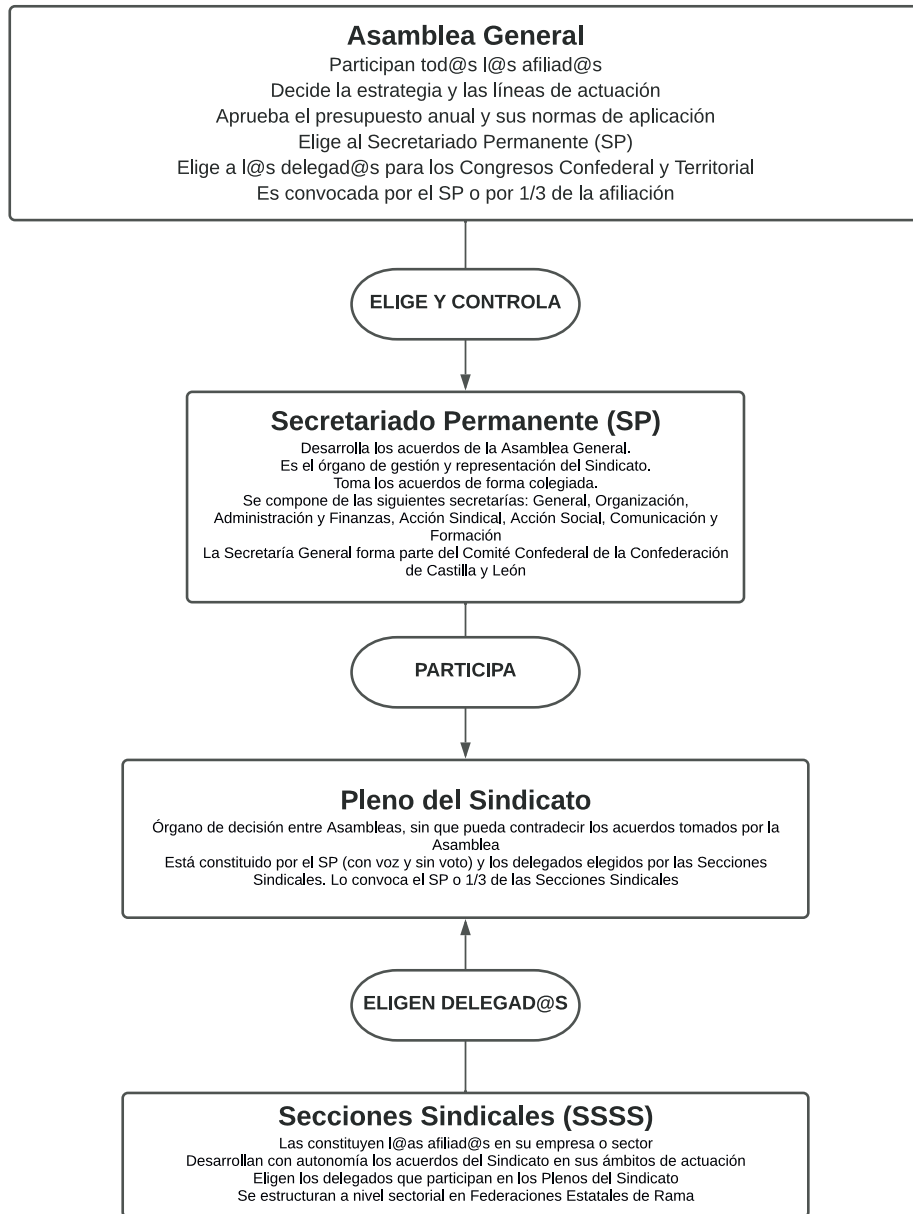 Asamblea General
Participan tod@s l@s afiliad@s
Decide la estrategia y las líneas de actuación
Aprueba el presupuesto anual y sus normas de aplicación
Elige al Secretariado Permanente (SP)
Elige a l@s delegad@s para los Congresos Confederal y Territorial
Es convocada por el SP o por 1/3 de la afiliación
ELIGE Y CONTROLA
Secretariado Permanente (SP)
Desarrolla los acuerdos de la Asamblea General.
Es el órgano de gestión y representación del Sindicato.
Toma los acuerdos de forma colegiada.
Se compone de las siguientes secretarías: General, Organización,
Administración y Finanzas, Acción Sindical, Acción Social, Comunicación y
Formación
La Secretaría General forma parte del Comité Confederal de la Confederación
de Castilla y León
PARTICIPA
Pleno del Sindicato
Órgano de decisión entre Asambleas, sin que pueda contradecir los acuerdos tomados por la
Asamblea
Está constituido por el SP (con voz y sin voto) y los delegados elegidos por las Secciones
Sindicales. Lo convoca el SP o 1/3 de las Secciones Sindicales
ELIGEN DELEGAD@S
Secciones Sindicales (SSSS)
Las constituyen l@as afiliad@s en su empresa o sector
Desarrollan con autonomía los acuerdos del Sindicato en sus ámbitos de actuación
Eligen los delegados que participan en los Plenos del Sindicato
Se estructuran a nivel sectorial en Federaciones Estatales de Rama